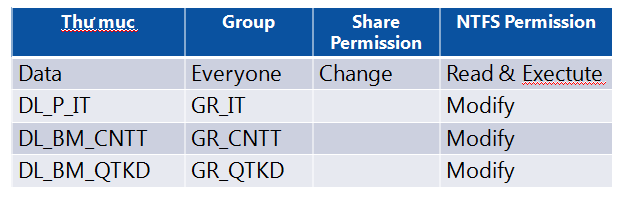 Thư mục Group Share Permission NTFS Permission
Data Everyone Change Read & Exectute
DL_P_IT GR_IT Modify
DL_BM_CNTT GR_CNTT Modify
DL_BM_QTKD GR_QTKD Modify